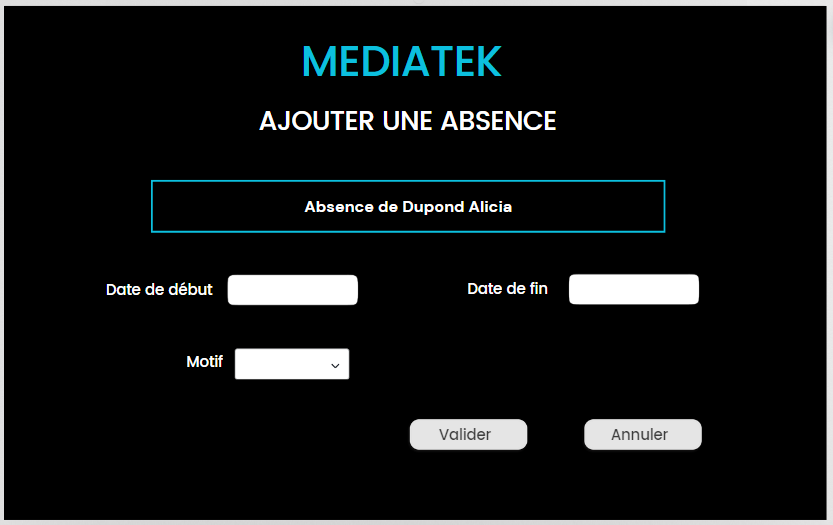 MEDIATEK
AJOUTER UNE ABSENCE
Absence de Dupond Alicia
Date de début
Date de fin
Motif
Valider
Annuler